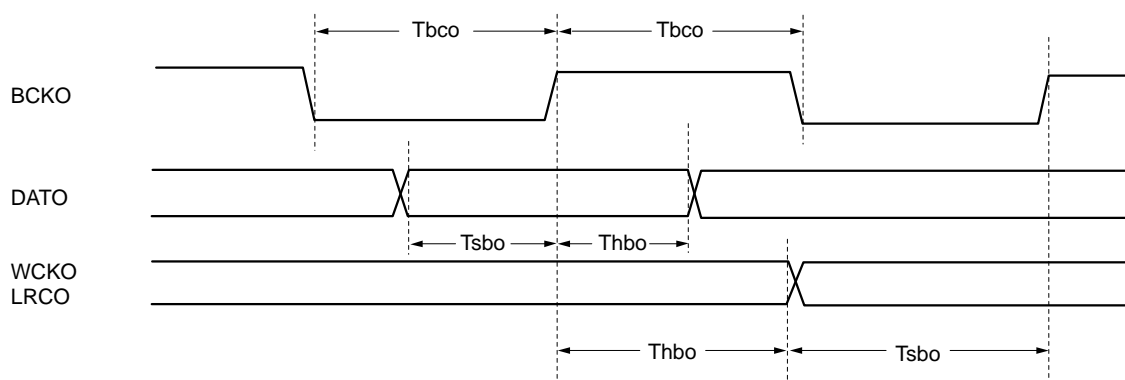 Tbco
Tbco
BCKO
DATO
Tsbo
Thbo
WCKO
LRCO
Thbo
Tsbo